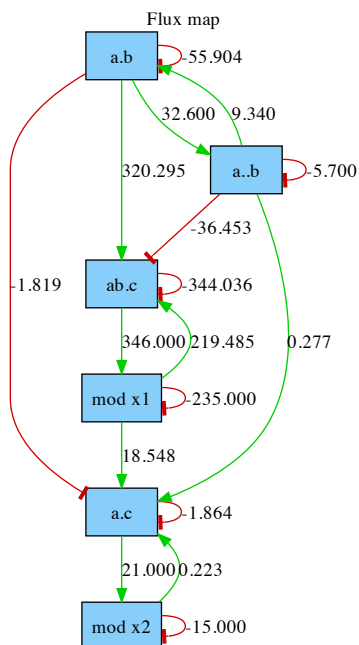 Flux map
a.b
-55.904
32.600
9.340
320.295
a..b
-5.700
-36.453
-1.819
ab.c
-344.036
346.000
219.485
0.277
mod x1
-235.000
18.548
a.c
-1.864
21.000
0.223
mod x2
-15.000